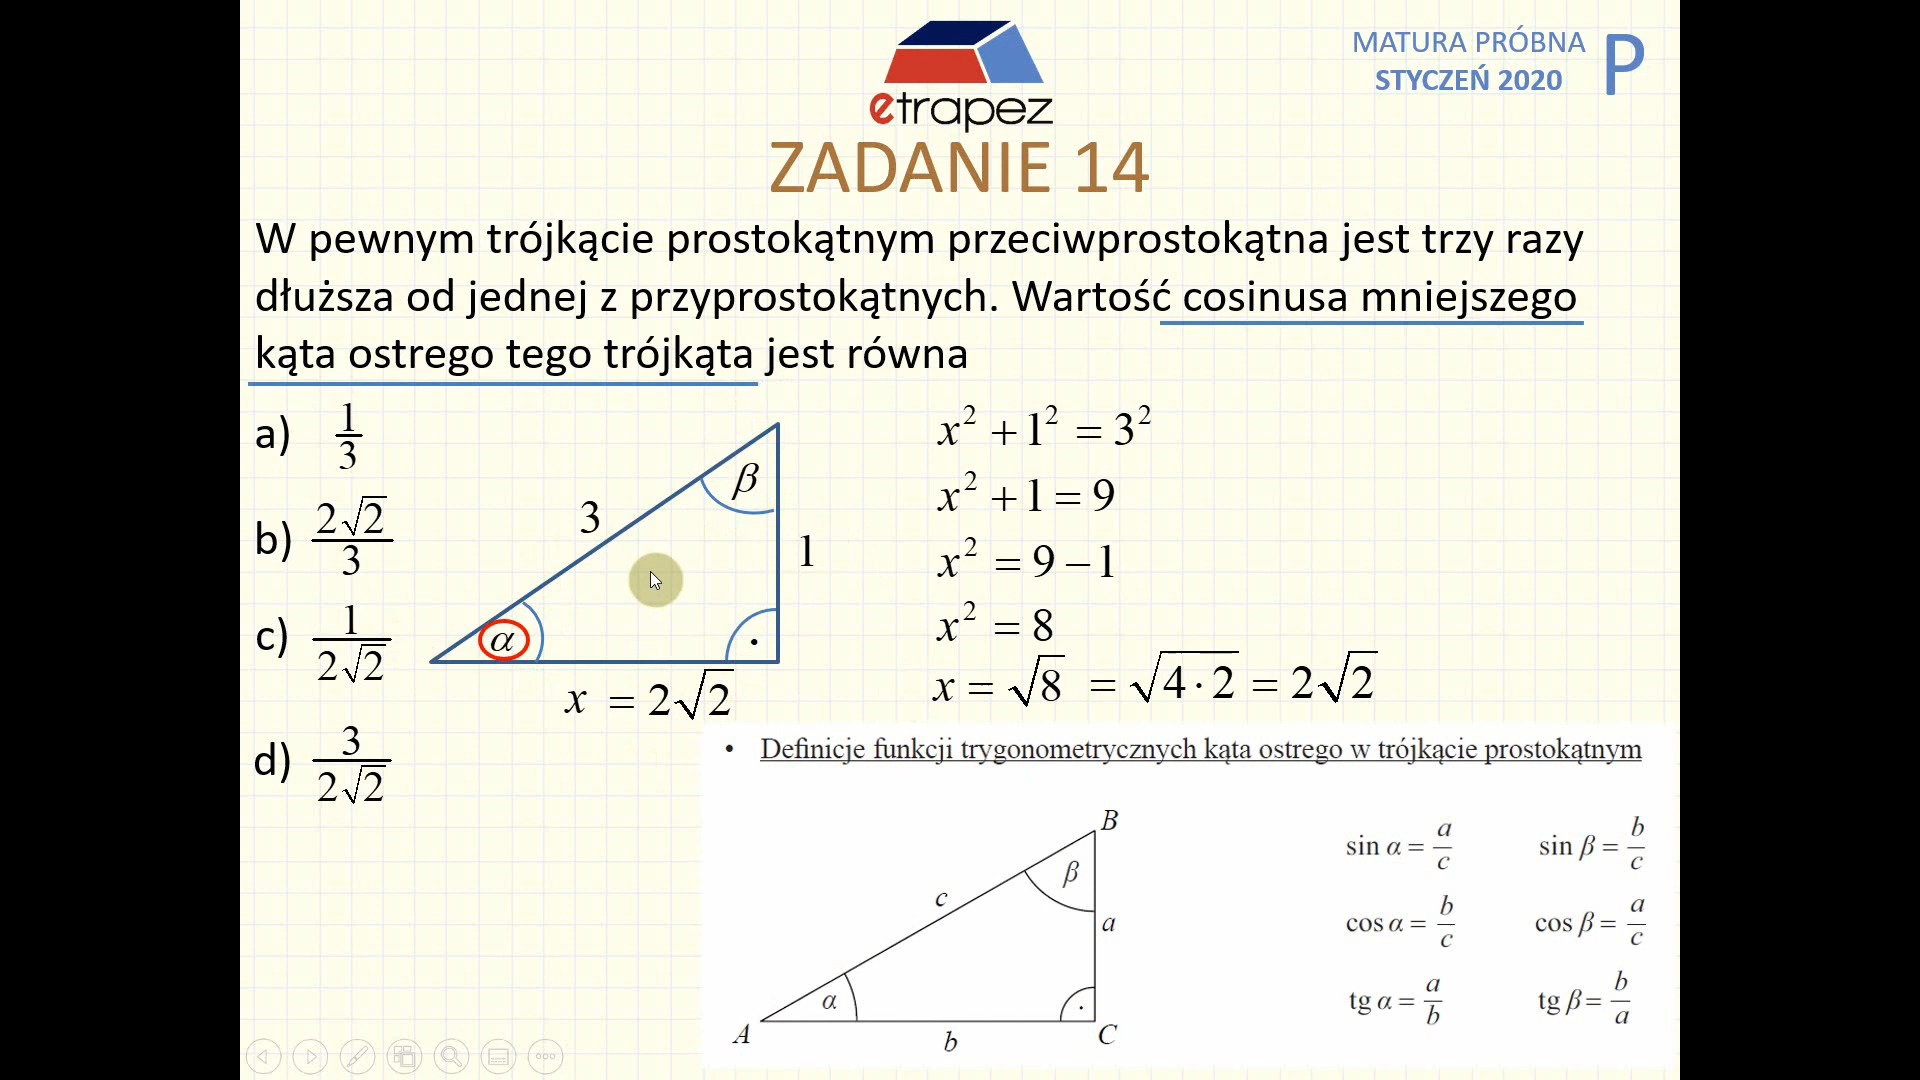 MATURA PRÓBNA
STYCZEŃ 2020
P
etrapez
ZADANIE 14
W pewnym trójkącie prostokątnym przeciwprostokątna jest trzy razy
dłuższa od jednej z przyprostokątnych. Wartość cosinusa mniejszego
kąta ostrego tego trójkąta jest równa
a) 1/3
b) 2√2/3
c) 1/2√2
d) 3/2√2
3
β
1
α
x = 2√2
x² + 1² = 3²
x² + 1 = 9
x² = 9 − 1
x² = 8
x = √8 = √4·2 = 2√2
• Definicje funkcji trygonometrycznych kąta ostrego w trójkącie prostokątnym
B
β
c
a
α
A
b
C
sin α = a/c sin β = b/c
cos α = b/c cos β = a/c
tg α = a/b tg β = b/a